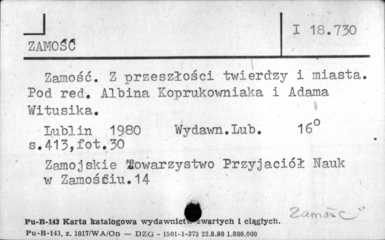 I 18.730
ZAMOŚĆ
Zamość. Z przeszłości twierdzy i miasta.
Pod red. Albina Koprukowniaka i Adama
Witusika.
Lublin 1980 Wydawn.Lub. 16°
s.413,fot.30
Zamojskie Towarzystwo Przyjaciół Nauk
w Zamościu.14
Zamość
Pu-B-143 Karta katalogowa wydawnictw zwartych i ciągłych.
Pu-B-143, z. 1017/WA/On — DZG - 1501-1-373 22.8.80 1.800.000